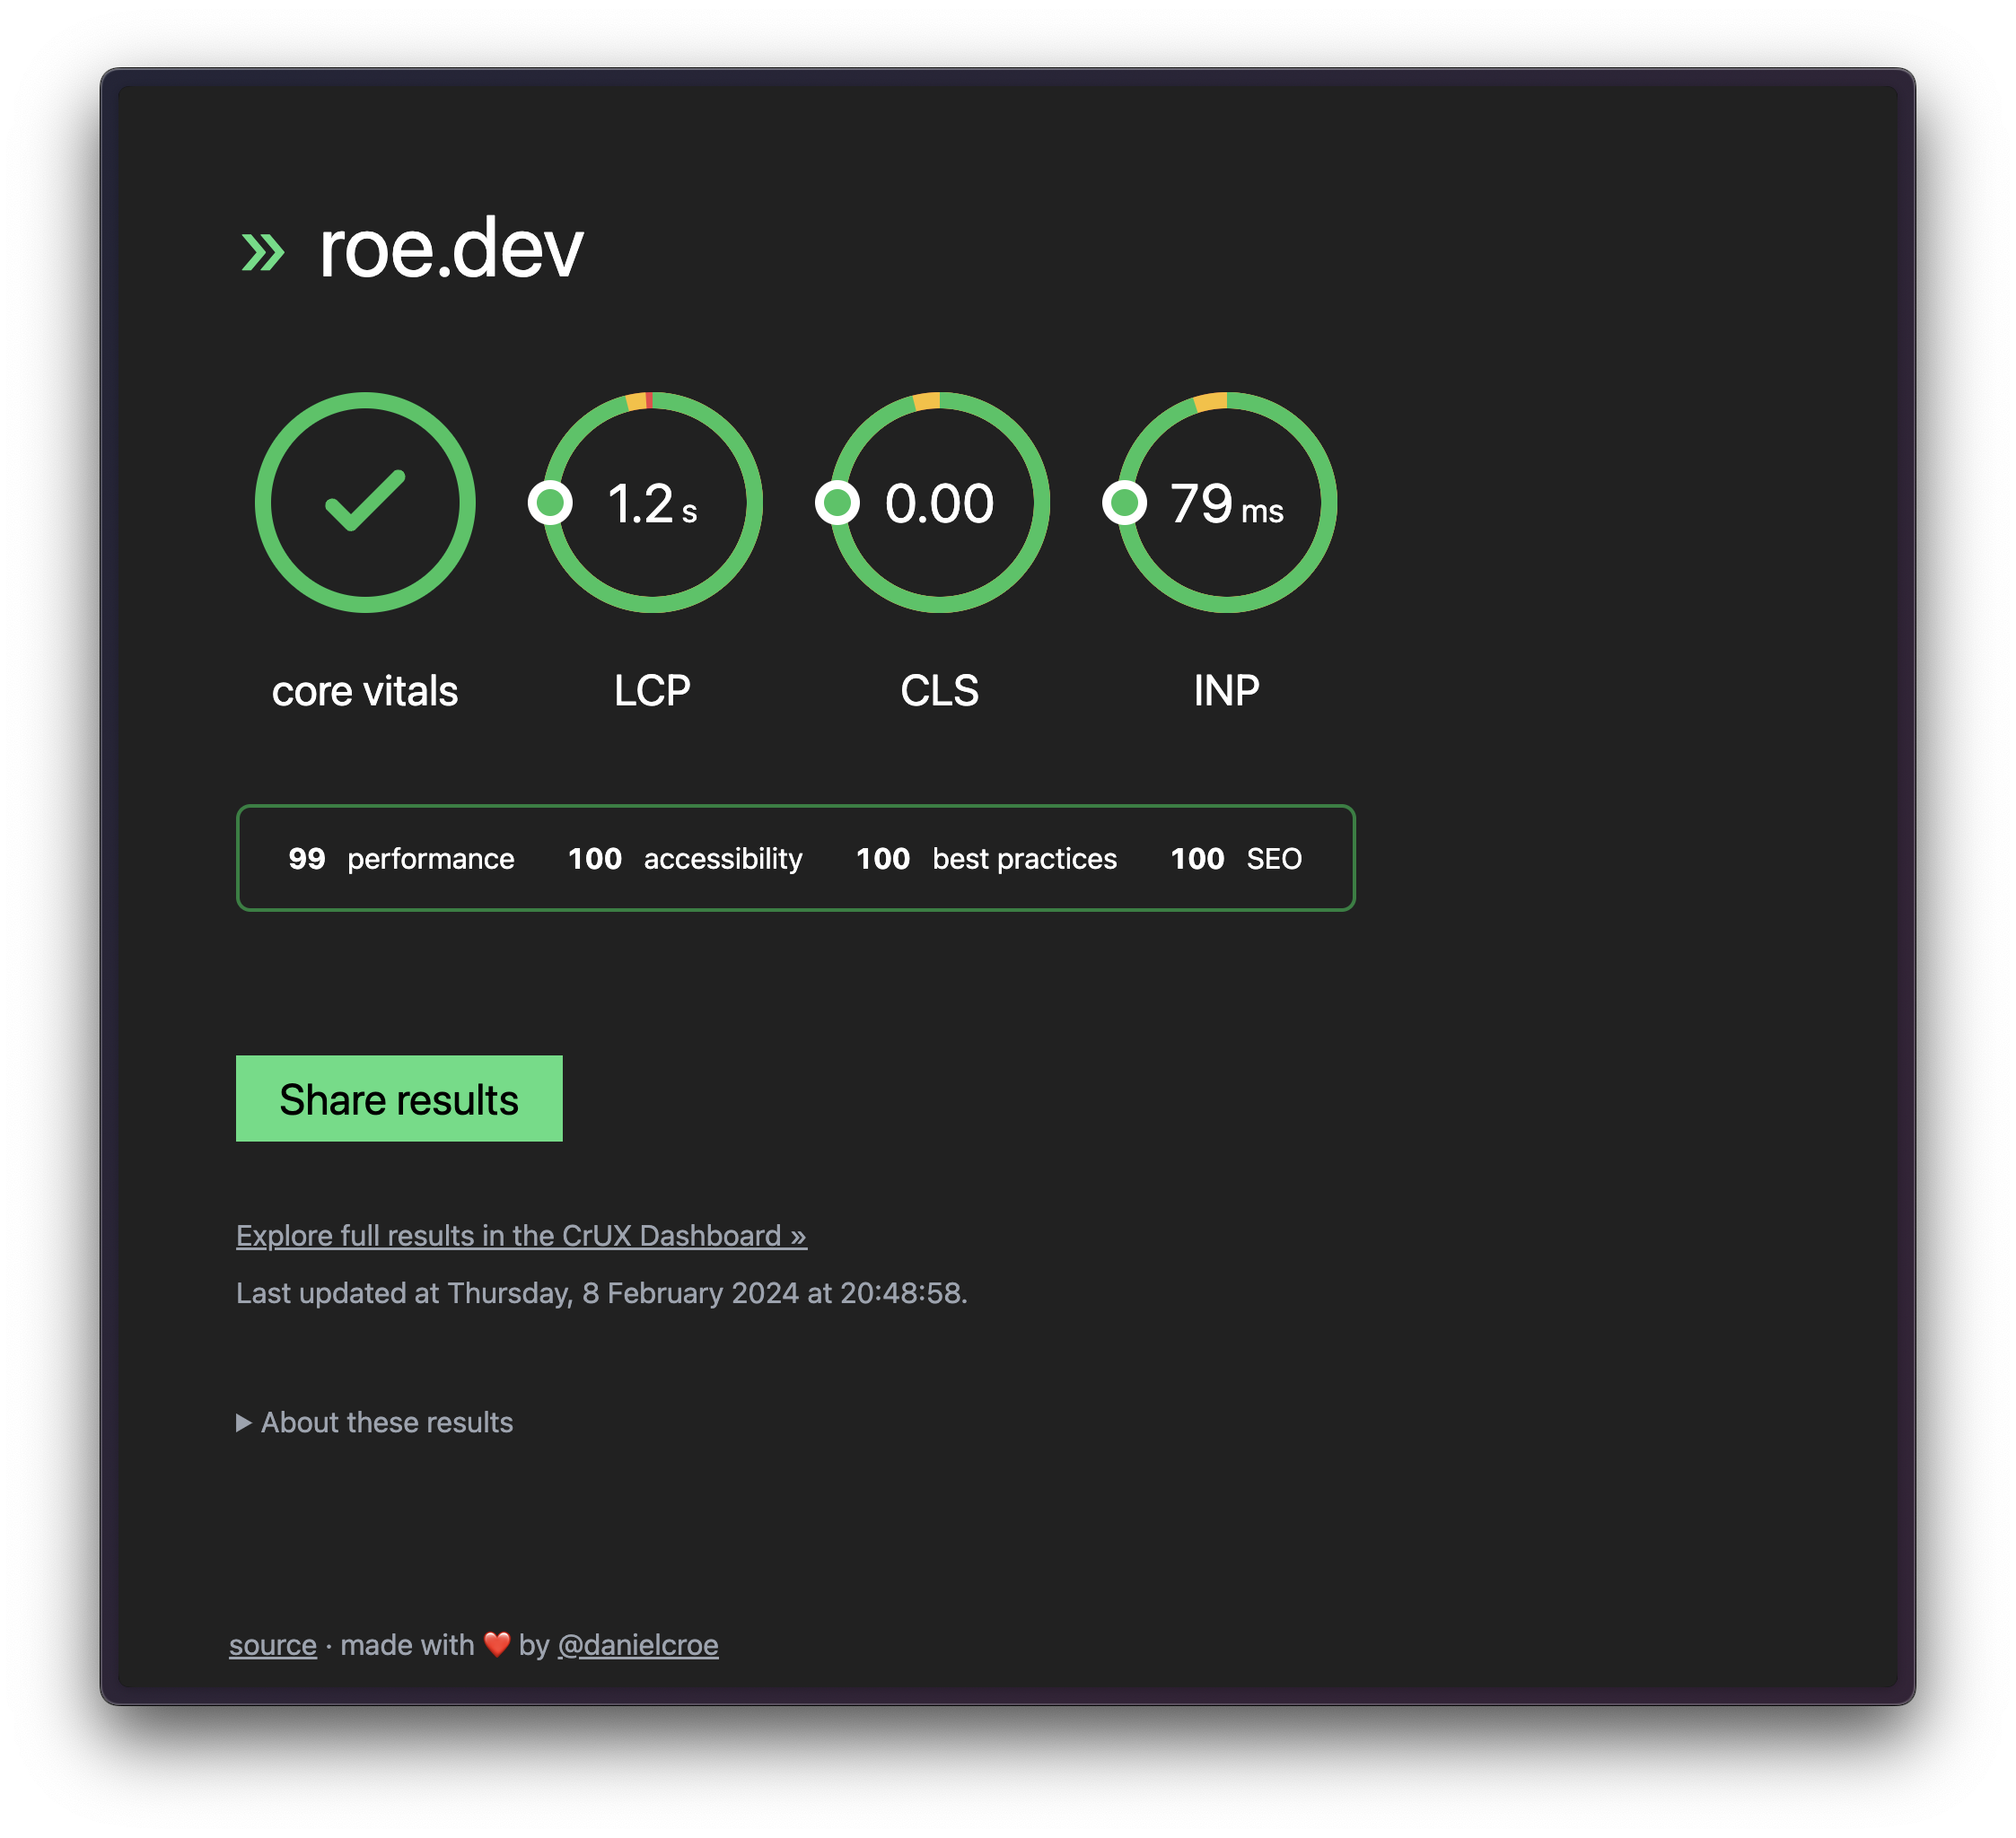 » roe.dev
1.2 s
0.00
79 ms
core vitals
LCP
CLS
INP
99 performance 100 accessibility 100 best practices 100 SEO
Share results
Explore full results in the CrUX Dashboard »
Last updated at Thursday, 8 February 2024 at 20:48:58.
About these results
source · made with ❤️ by @danielcroe